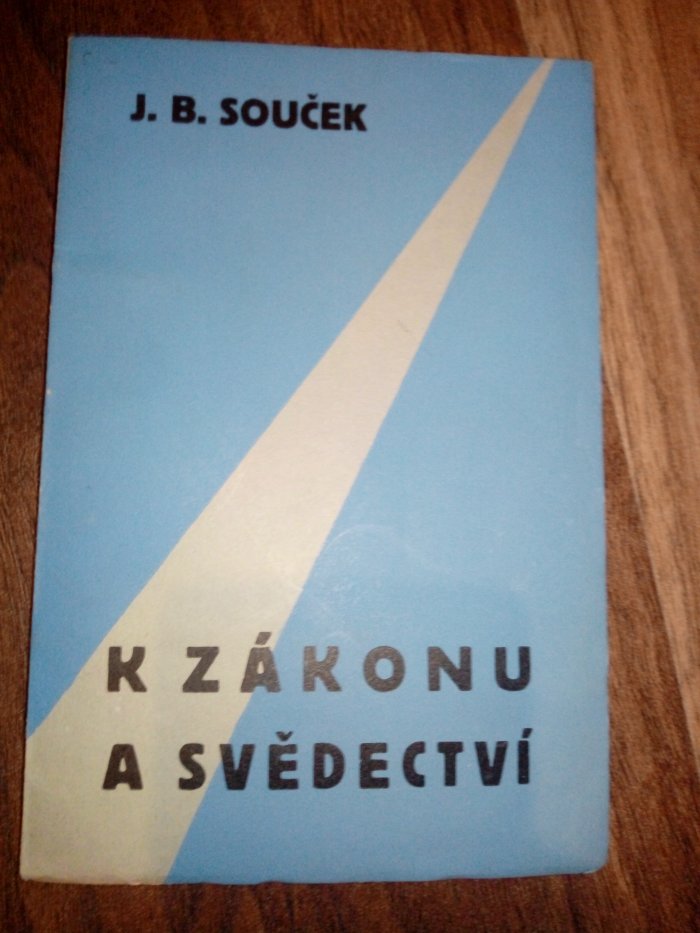 J. B. SOUČEK
K ZÁKONU
A SVĚDECTVÍ